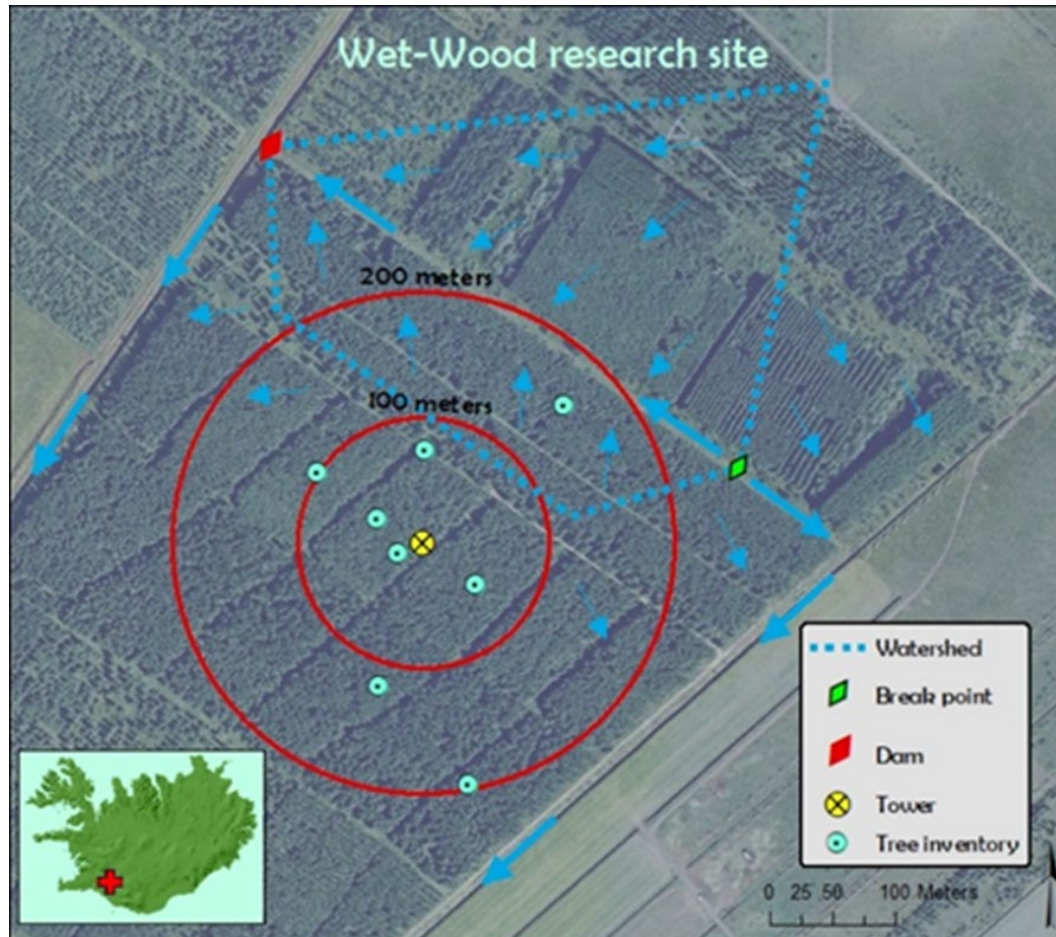 Wet-Wood research site
200 meters
100 meters
Watershed
Break point
Dam
Tower
Tree inventory
0 25 50 100 Meters